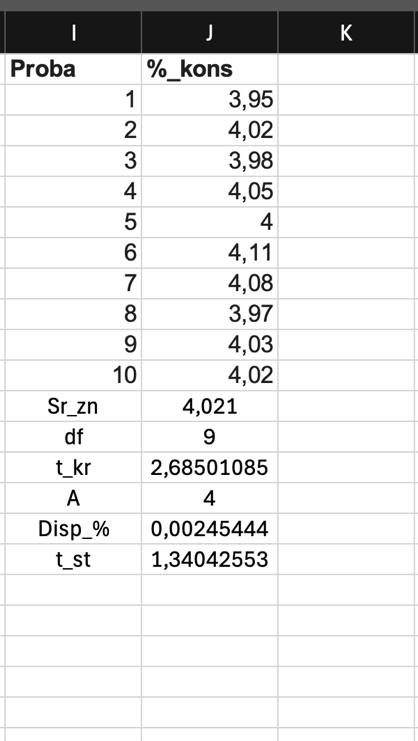 I J K
Proba %_kons
1 3,95
2 4,02
3 3,98
4 4,05
5 4
6 4,11
7 4,08
8 3,97
9 4,03
10 4,02
Sr_zn 4,021
df 9
t_kr 2,68501085
A 4
Disp_% 0,00245444
t_st 1,34042553